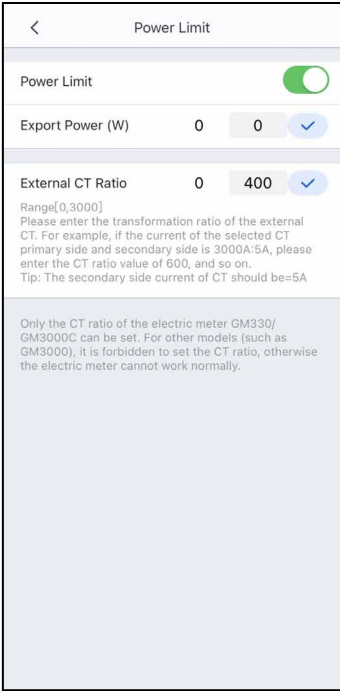 Power Limit
Power Limit
Export Power (W) 0 0
External CT Ratio 0 400
Range[0,3000]
Please enter the transformation ratio of the external
CT. For example, if the current of the selected CT
primary side and secondary side is 3000A:5A, please
enter the CT ratio value of 600, and so on.
Tip: The secondary side current of CT should be=5A
Only the CT ratio of the electric meter GM330/
GM3000C can be set. For other models (such as
GM3000), it is forbidden to set the CT ratio, otherwise
the electric meter cannot work normally.